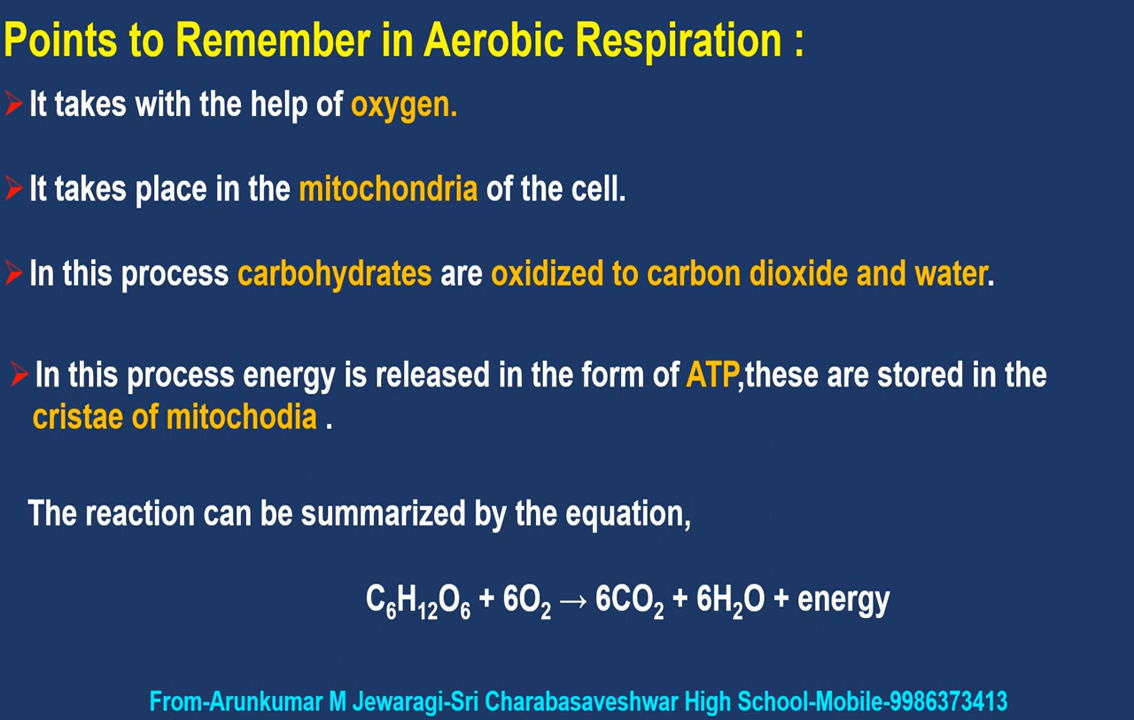 Points to Remember in Aerobic Respiration :
➢ It takes with the help of oxygen.
➢ It takes place in the mitochondria of the cell.
➢ In this process carbohydrates are oxidized to carbon dioxide and water.
➢ In this process energy is released in the form of ATP,these are stored in the
cristae of mitochodia .
The reaction can be summarized by the equation,
C₆H₁₂O₆ + 6O₂ → 6CO₂ + 6H₂O + energy
From-Arunkumar M Jewaragi-Sri Charabasaveshwar High School-Mobile-9986373413